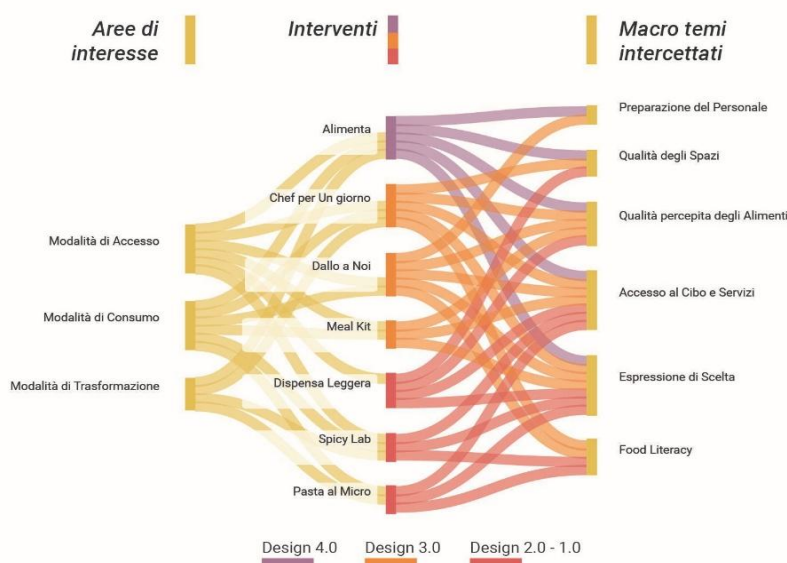 Aree di
interesse
Interventi
Macro temi
intercettati
Modalità di Accesso
Modalità di Consumo
Modalità di Trasformazione
Alimenta
Chef per Un giorno
Dallo a Noi
Meal Kit
Dispensa Leggera
Spicy Lab
Pasta al Micro
Preparazione del Personale
Qualità degli Spazi
Qualità percepita degli Alimenti
Accesso al Cibo e Servizi
Espressione di Scelta
Food Literacy
Design 4.0
Design 3.0
Design 2.0 - 1.0